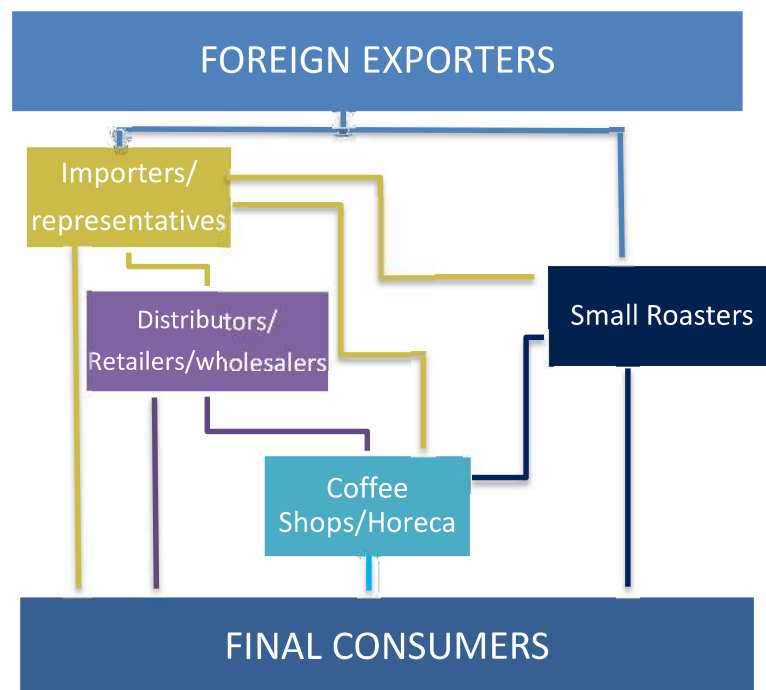 FOREIGN EXPORTERS
Importers/
representatives
Distributors/
Retailers/wholesalers
Small Roasters
Coffee
Shops/Horeca
FINAL CONSUMERS